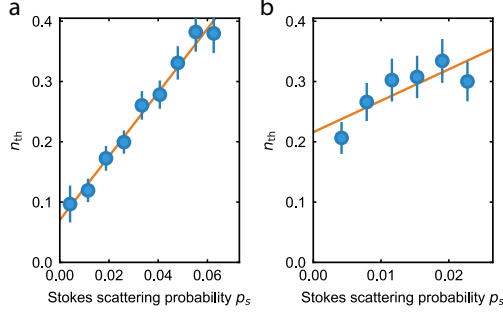 a
b
0.4
0.3
0.2
0.1
0.0
n_th
0.00 0.02 0.04 0.06
Stokes scattering probability p_s
0.4
0.3
0.2
0.1
0.0
n_th
0.00 0.01 0.02
Stokes scattering probability p_s